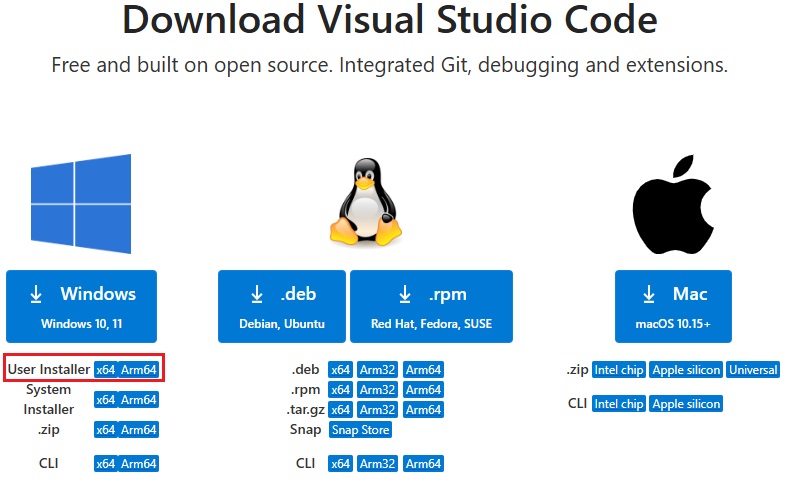 Download Visual Studio Code
Free and built on open source. Integrated Git, debugging and extensions.
Windows
Windows 10, 11
User Installer x64 Arm64
System
Installer x64 Arm64
.zip x64 Arm64
CLI x64 Arm64
.deb
Debian, Ubuntu
.rpm
Red Hat, Fedora, SUSE
.deb x64 Arm32 Arm64
.rpm x64 Arm32 Arm64
.tar.gz x64 Arm32 Arm64
Snap Snap Store
CLI x64 Arm32 Arm64
Mac
macOS 10.15+
.zip Intel chip Apple silicon Universal
CLI Intel chip Apple silicon